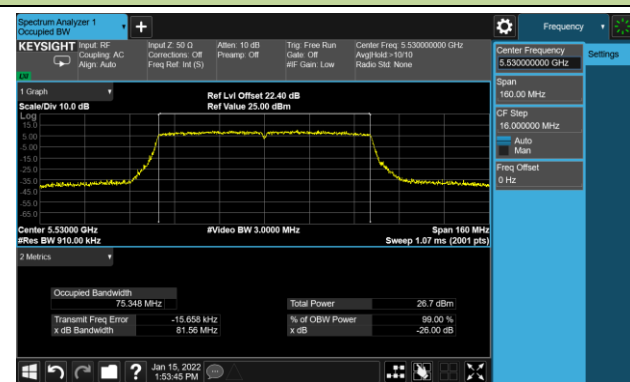 Spectrum Analyzer 1
Occupied BW
+
Frequency
KEYSIGHT
Input: RF
Coupling: AC
Align: Auto
Input Z: 50 Ω
Corrections: Off
Freq Ref: Int (S)
Atten: 10 dB
Preamp: Off
Trig: Free Run
Gate: Off
#IF Gain: Low
Center Freq: 5.530000000 GHz
Avg|Hold:>10/10
Radio Std: None
Center Frequency
5.530000000 GHz
Settings
Span
160.00 MHz
CF Step
16.000000 MHz
Auto
Man
Freq Offset
0 Hz
1 Graph
Scale/Div 10.0 dB
Ref Lvl Offset 22.40 dB
Ref Value 25.00 dBm
Log
15.0
5.00
-5.00
-15.0
-25.0
-35.0
-45.0
-55.0
-65.0
Center 5.53000 GHz
#Res BW 910.00 kHz
#Video BW 3.0000 MHz
Span 160 MHz
Sweep 1.07 ms (2001 pts)
2 Metrics
Occupied Bandwidth
75.348 MHz
Total Power 26.7 dBm
Transmit Freq Error -15.658 kHz
% of OBW Power 99.00 %
x dB Bandwidth 81.56 MHz
x dB -26.00 dB
?
Jan 15, 2022
1:53:45 PM